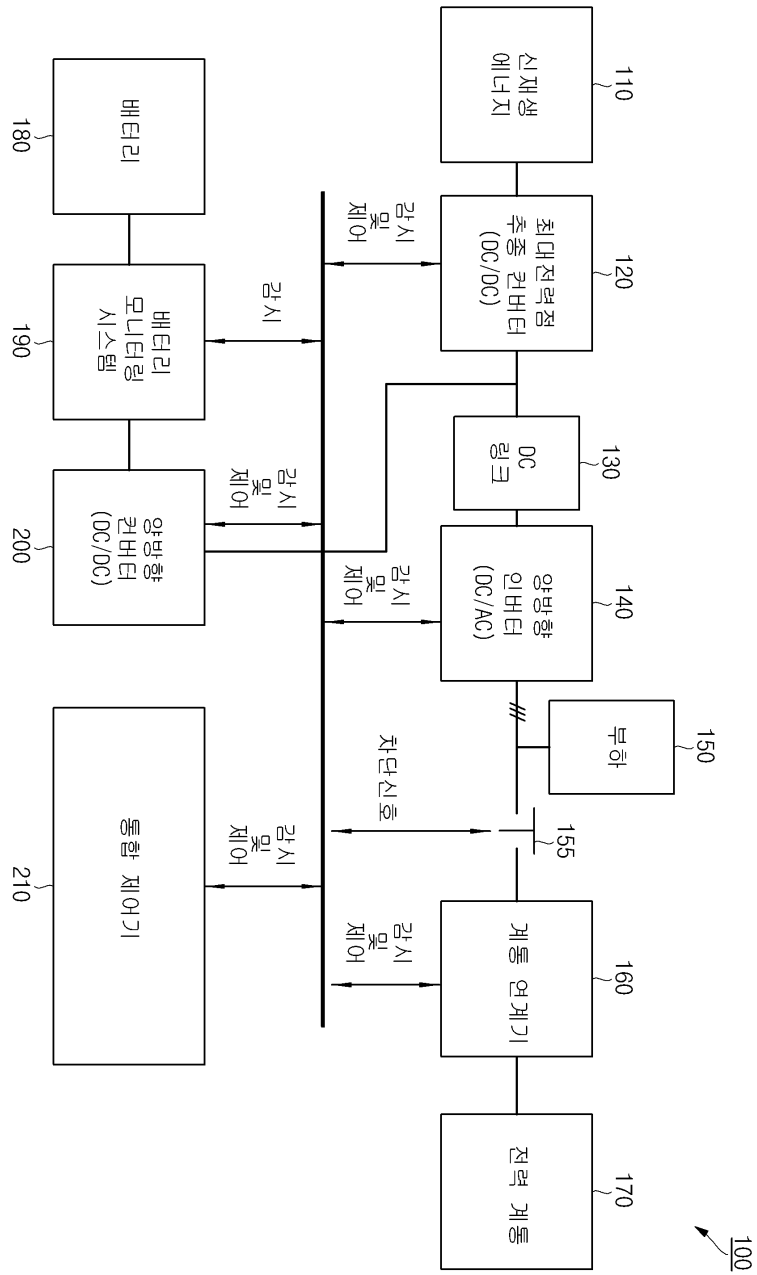 100
110
신재생
에너지
120
최대전력점
추종 컨버터
(DC/DC)
130
DC
링크
140
양방향
인버터
(DC/AC)
150
부하
155
160
계통 연계기
170
전력 계통
감시
및
제어
감시
감시
및
제어
감시
및
제어
차단신호
감시
및
제어
감시
및
제어
180
배터리
190
배터리
모니터링
시스템
200
양방향
컨버터
(DC/DC)
210
통합 제어기